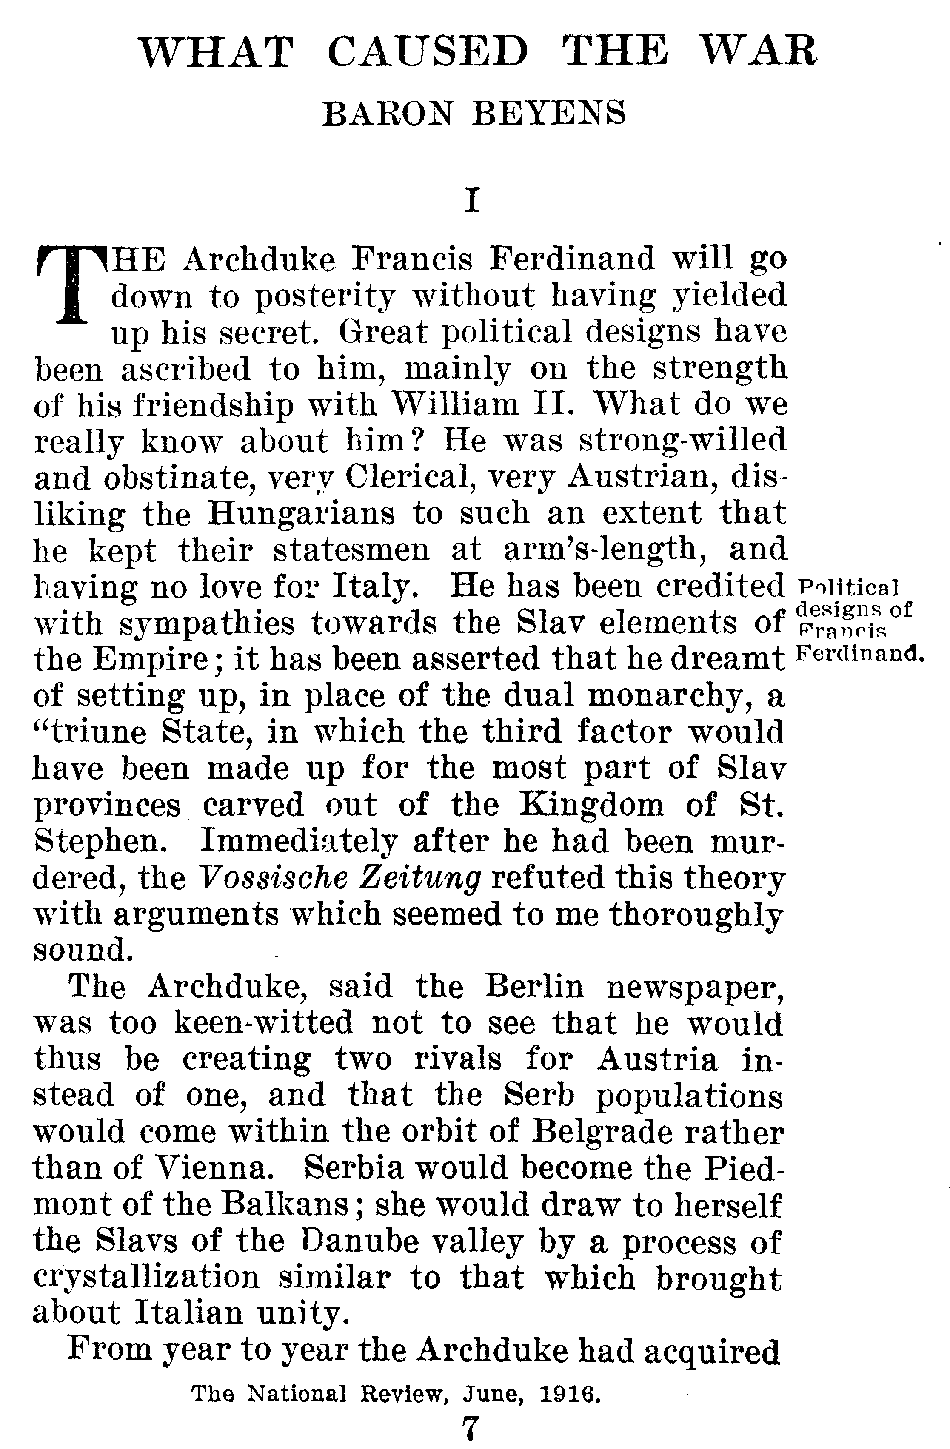 WHAT CAUSED THE WAR
BARON BEYENS
I
THE Archduke Francis Ferdinand will go
down to posterity without having yielded
up his secret. Great political designs have
been ascribed to him, mainly on the strength
of his friendship with William II. What do we
really know about him? He was strong-willed
and obstinate, very Clerical, very Austrian, dis-
liking the Hungarians to such an extent that
he kept their statesmen at arm's-length, and
having no love for Italy. He has been credited
with sympathies towards the Slav elements of
the Empire; it has been asserted that he dreamt
of setting up, in place of the dual monarchy, a
"triune State, in which the third factor would
have been made up for the most part of Slav
provinces carved out of the Kingdom of St.
Stephen. Immediately after he had been mur-
dered, the Vossische Zeitung refuted this theory
with arguments which seemed to me thoroughly
sound.
Political
designs of
Francis
Ferdinand.
The Archduke, said the Berlin newspaper,
was too keen-witted not to see that he would
thus be creating two rivals for Austria in-
stead of one, and that the Serb populations
would come within the orbit of Belgrade rather
than of Vienna. Serbia would become the Pied-
mont of the Balkans; she would draw to herself
the Slavs of the Danube valley by a process of
crystallization similar to that which brought
about Italian unity.
From year to year the Archduke had acquired
The National Review, June, 1916.
7